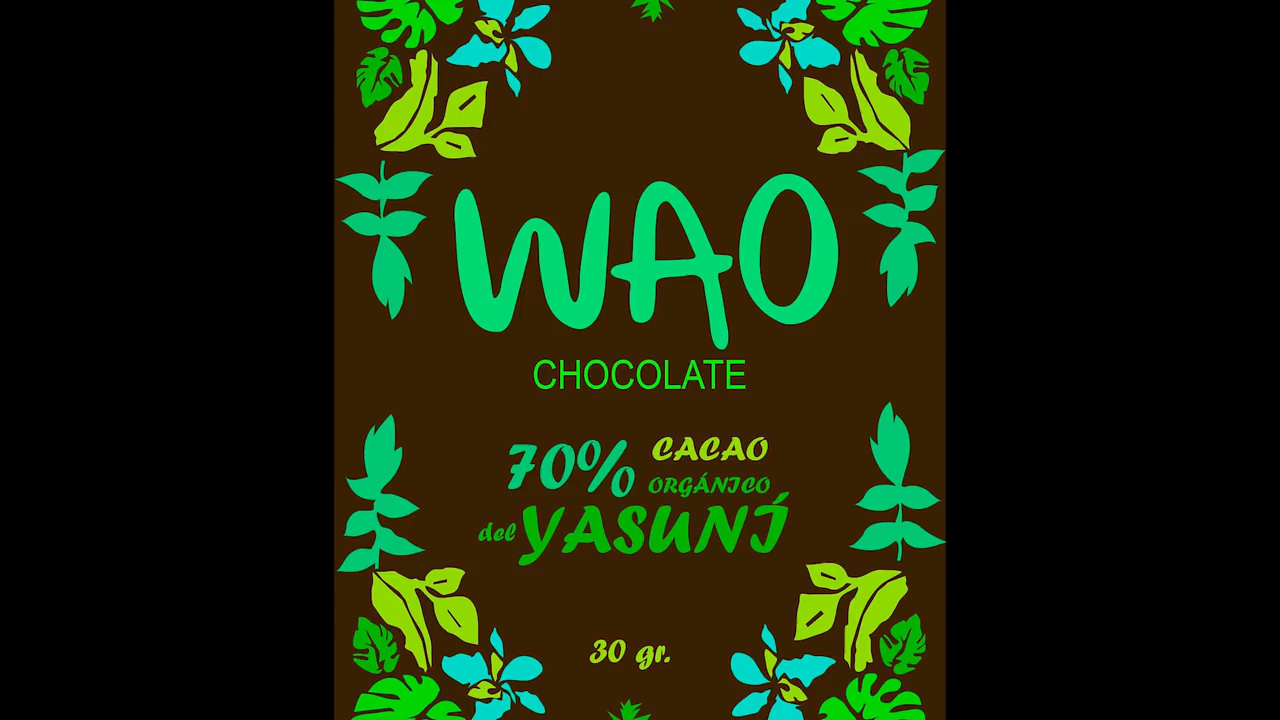 WAO
CHOCOLATE
70% CACAO
ORGÁNICO
del YASUNÍ
30 gr.